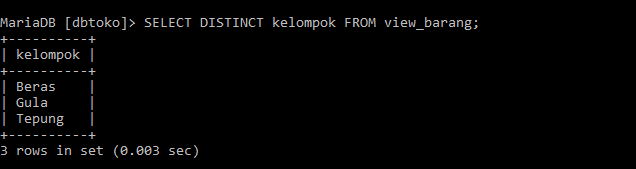 MariaDB [dbtoko]> SELECT DISTINCT kelompok FROM view_barang;
+----------+
| kelompok |
+----------+
| Beras    |
| Gula     |
| Tepung   |
+----------+
3 rows in set (0.003 sec)